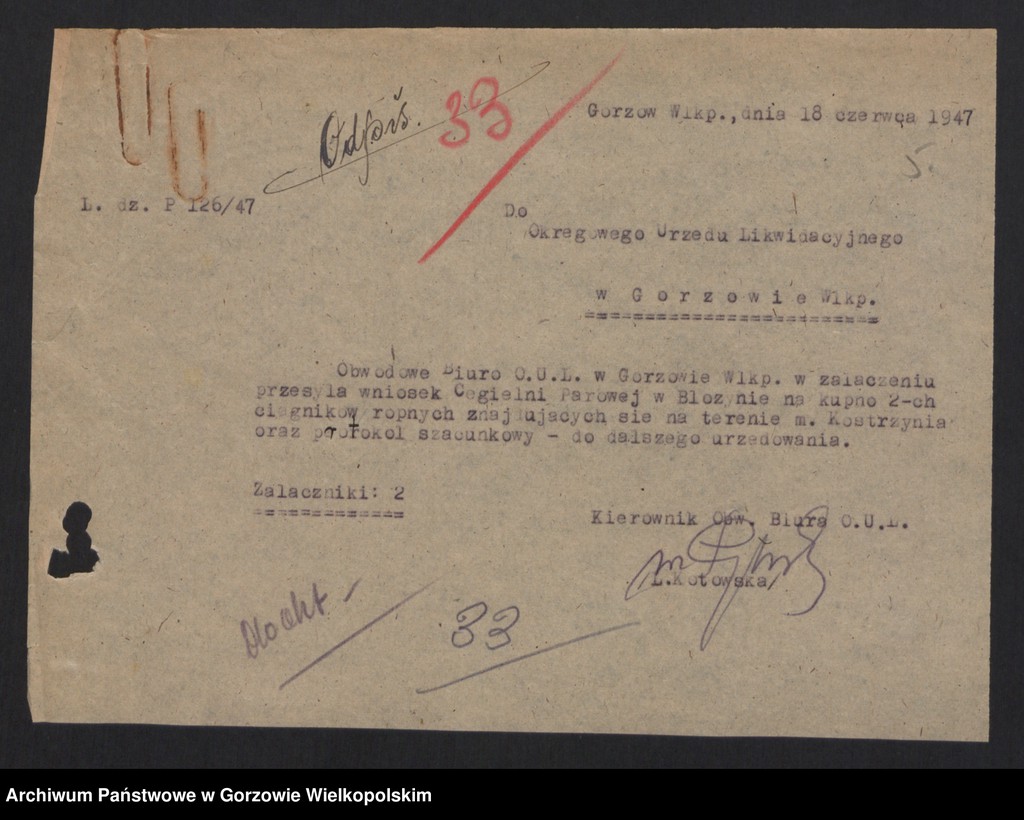 Odpis. 33
Gorzow Wlkp.,dnia 18 czerwca 1947
5.
L. dz. P 126/47
Do
Okregowego Urzedu Likwidacyjnego
w G o r z o w i e Wlkp.
=======================
Obwodowe Biuro O.U.L. w Gorzowie Wlkp. w zalaczeniu
przesyla wniosek Cegielni Parowej w Blozynie na kupno 2-ch
ciagnikow ropnych znajdujacych sie na terenie m. Kostrzynia
oraz protokol szacunkowy - do dalszego urzedowania.
Zalaczniki: 2
=============
Kierownik Obw. Biura O.U.L.
L.Kotowska
33
Archiwum Państwowe w Gorzowie Wielkopolskim